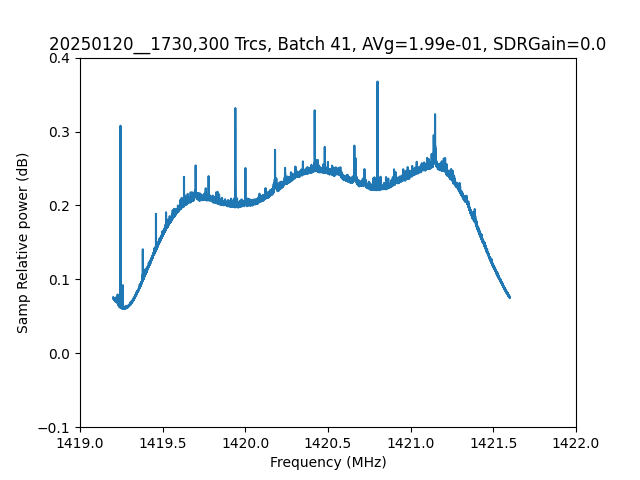 20250120__1730,300 Trcs, Batch 41, AVg=1.99e-01, SDRGain=0.0
0.4
0.3
0.2
0.1
0.0
−0.1
Samp Relative power (dB)
1419.0 1419.5 1420.0 1420.5 1421.0 1421.5 1422.0
Frequency (MHz)